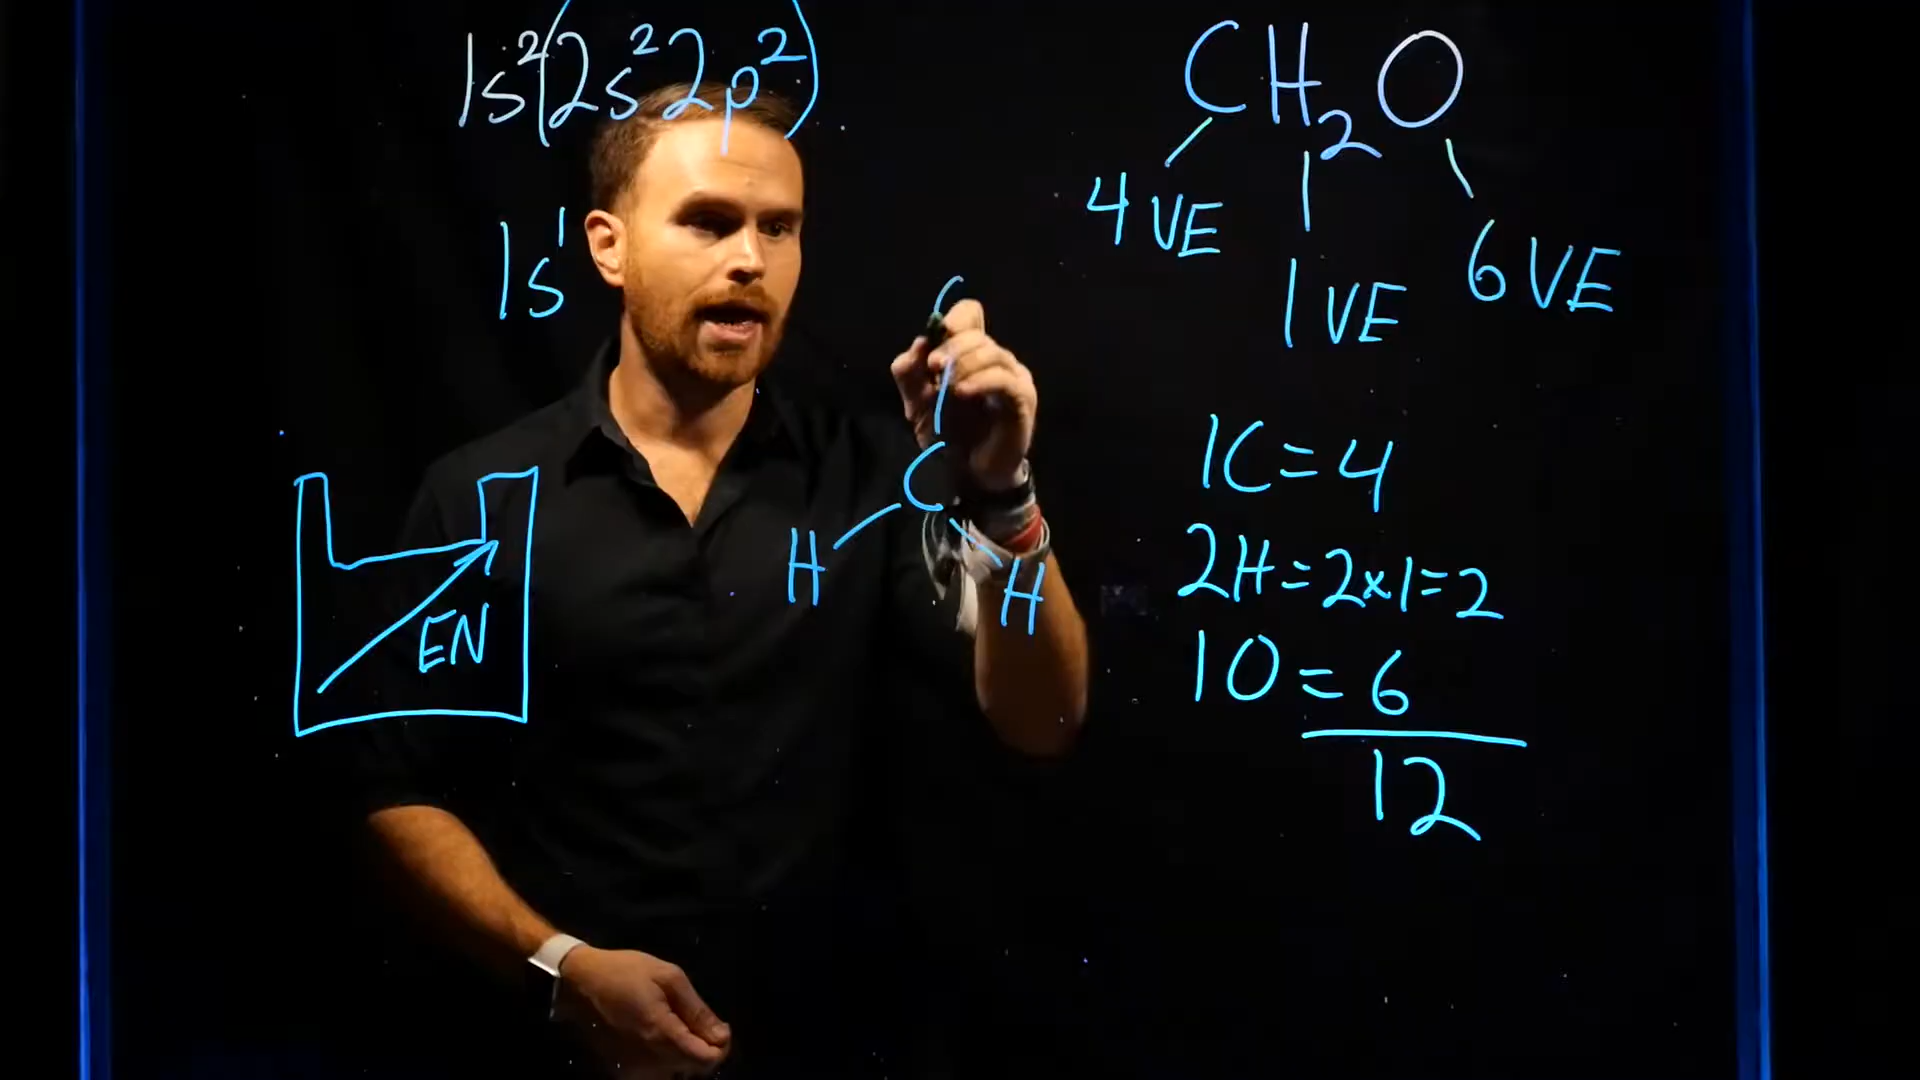 1s²(2s²2p²)
1s¹
EN
C
H H
CH₂O
4 VE
1 VE
6 VE
1C=4
2H=2×1=2
1O=6
12